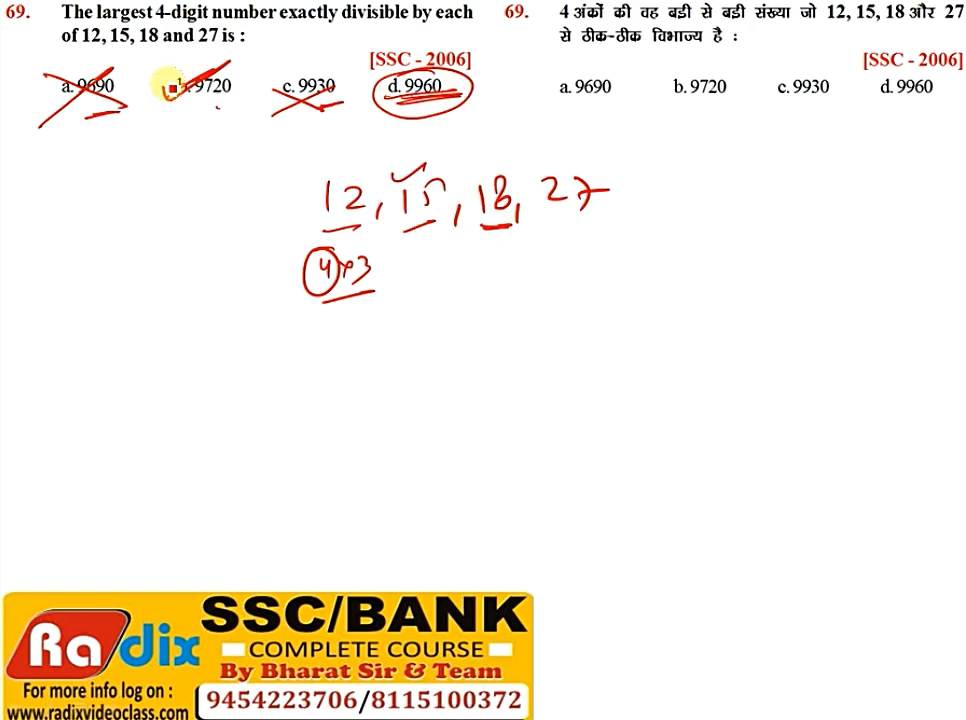 69. The largest 4-digit number exactly divisible by each
of 12, 15, 18 and 27 is :
[SSC - 2006]
a. 9690 9720 c. 9930 d. 9960
69. 4 अंकों की वह बडी से बडी संख्या जो 12, 15, 18 और 27
से ठीक-ठीक विभाज्य है :
[SSC - 2006]
a. 9690 b. 9720 c. 9930 d. 9960
12, 15, 18, 27
4×3
Radix
For more info log on :
www.radixvideoclass.com
SSC/BANK
COMPLETE COURSE
By Bharat Sir & Team
9454223706/8115100372